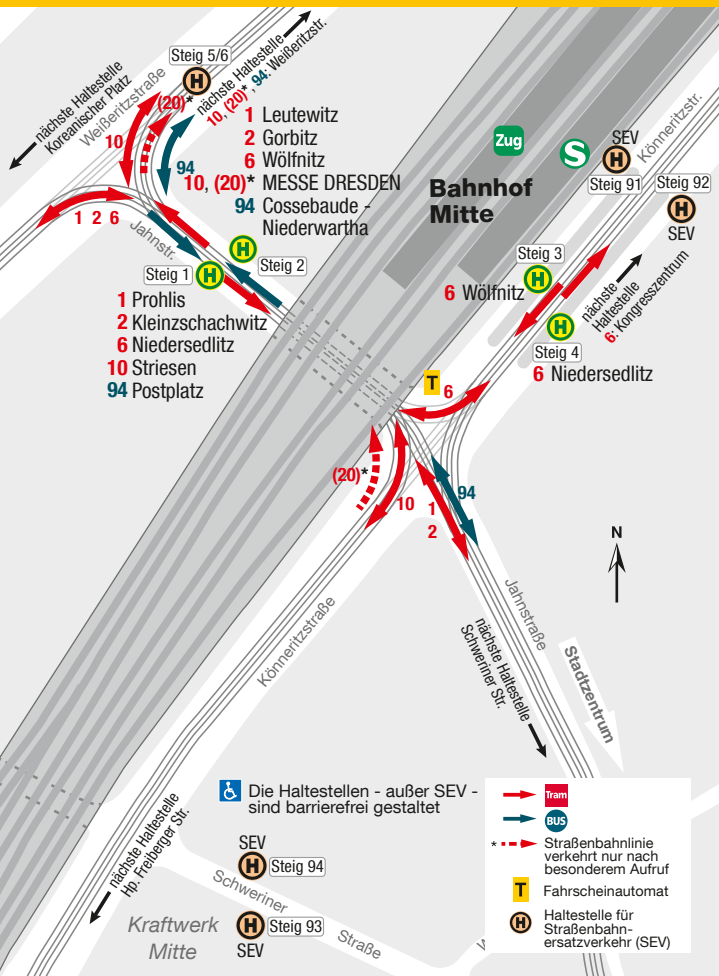 Steig 5/6
H
nächste Haltestelle
Koreanischer Platz
Weißeritzstraße
nächste Haltestelle
10, (20)*, 94: Weißeritzstr.
(20)*
10
94
1 Leutewitz
2 Gorbitz
6 Wölfnitz
10, (20)* MESSE DRESDEN
94 Cossebaude -
Niederwartha
1 2 6
Jahnstr.
H
Steig 2
Steig 1
H
1 Prohlis
2 Kleinzschachwitz
6 Niedersedlitz
10 Striesen
94 Postplatz
Zug
S
Bahnhof
Mitte
SEV
H
Steig 91
Könneritzstr.
Steig 92
H
SEV
Steig 3
H
6 Wölfnitz
H
Steig 4
6 Niedersedlitz
nächste
Haltestelle
6: Kongresszentrum
T
6
(20)*
10
1
2
94
N
Könneritzstraße
Jahnstraße
nächste Haltestelle
Schweriner Str.
Stadtzentrum
nächste Haltestelle
Hp. Freiberger Str.
Die Haltestellen - außer SEV -
sind barrierefrei gestaltet
SEV
H
Steig 94
Schweriner
Straße
Kraftwerk
Mitte
H
Steig 93
SEV
Tram
BUS
* Straßenbahnlinie
verkehrt nur nach
besonderem Aufruf
T Fahrscheinautomat
H Haltestelle für
Straßenbahn-
ersatzverkehr (SEV)